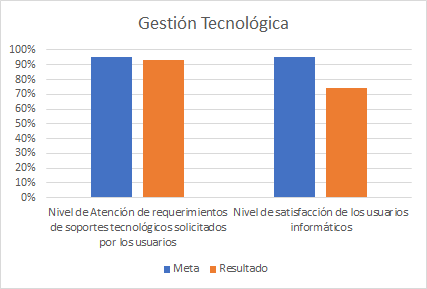 Gestión Tecnológica
100%
90%
80%
70%
60%
50%
40%
30%
20%
10%
0%
Nivel de Atención de requerimientos
de soportes tecnológicos solicitados
por los usuarios
Nivel de satisfacción de los usuarios
informáticos
Meta
Resultado